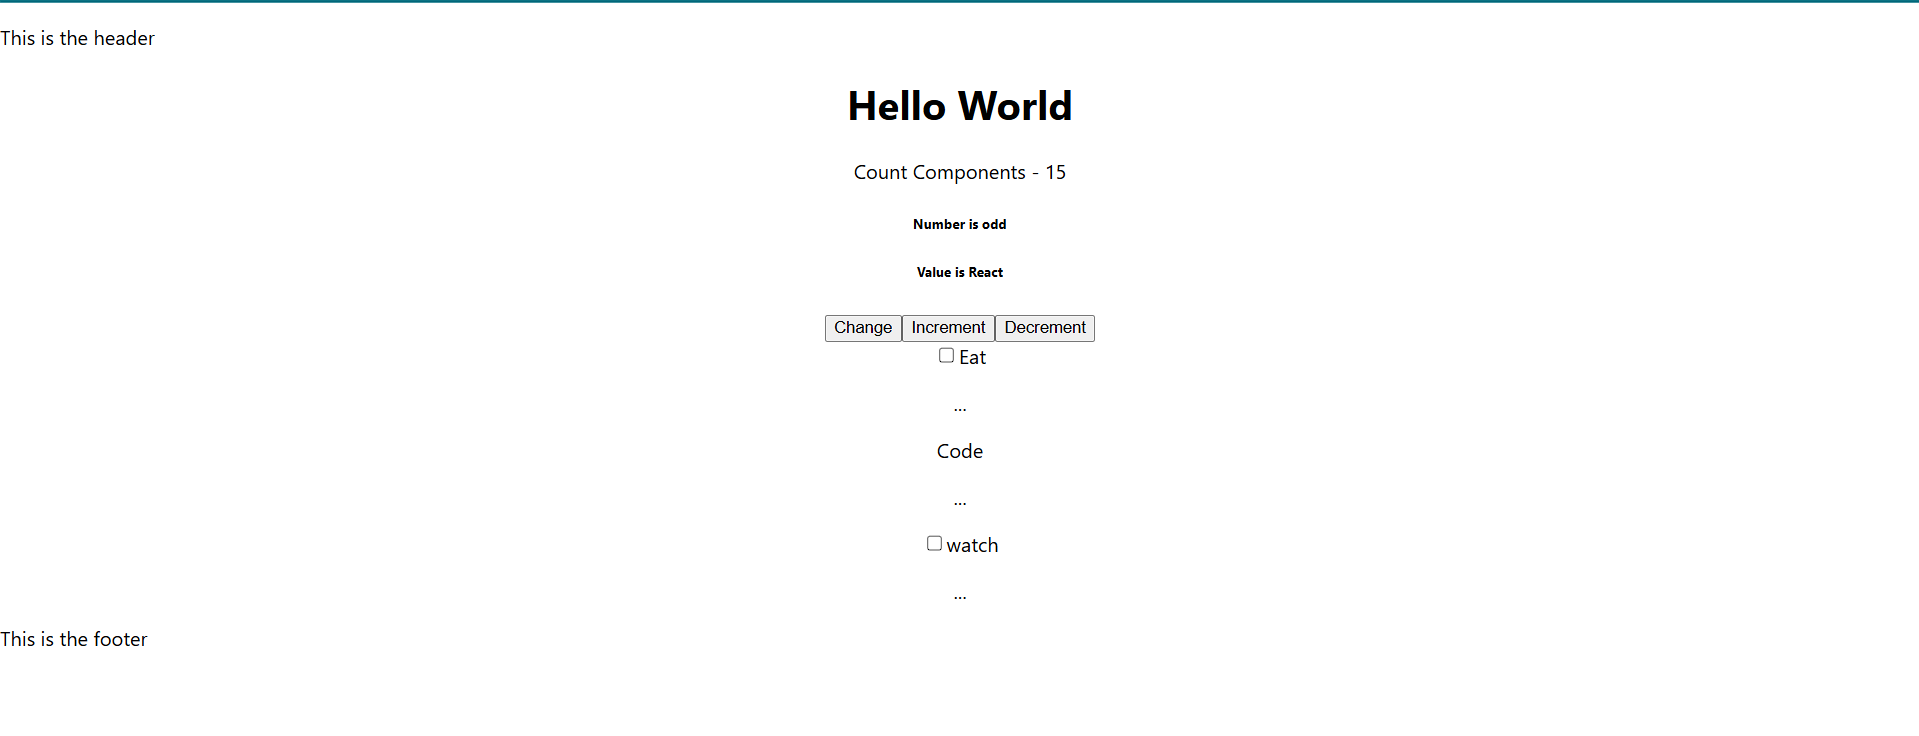 This is the header
Hello World
Count Components - 15
Number is odd
Value is React
Change Increment Decrement
Eat
...
Code
...
watch
...
This is the footer